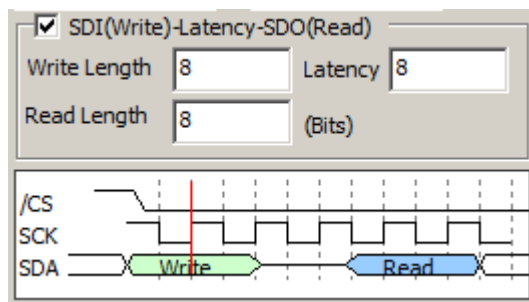 SDI(Write)-Latency-SDO(Read)
Write Length 8 Latency 8
Read Length 8 (Bits)
/CS
SCK
SDA Write Read